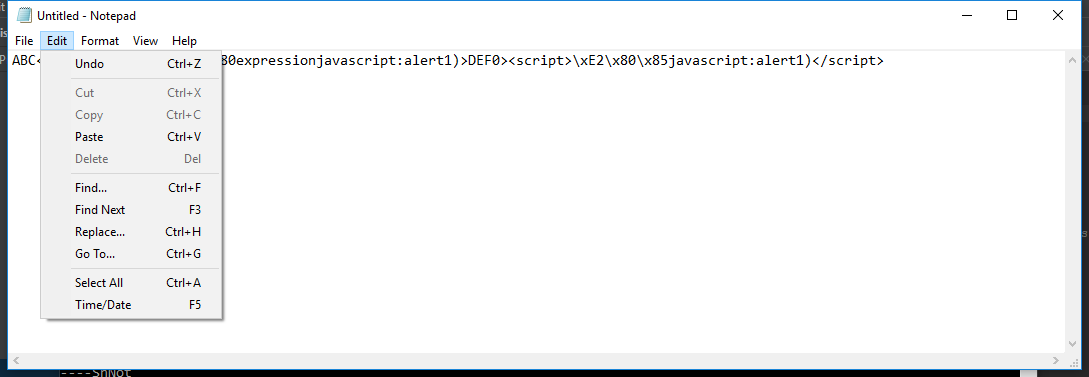 Untitled - Notepad
File Edit Format View Help
ABC< 80expressionjavascript:alert1)>DEF0><script>\xE2\x80\x85javascript:alert1)</script>
Undo Ctrl+Z
Cut Ctrl+X
Copy Ctrl+C
Paste Ctrl+V
Delete Del
Find... Ctrl+F
Find Next F3
Replace... Ctrl+H
Go To... Ctrl+G
Select All Ctrl+A
Time/Date F5